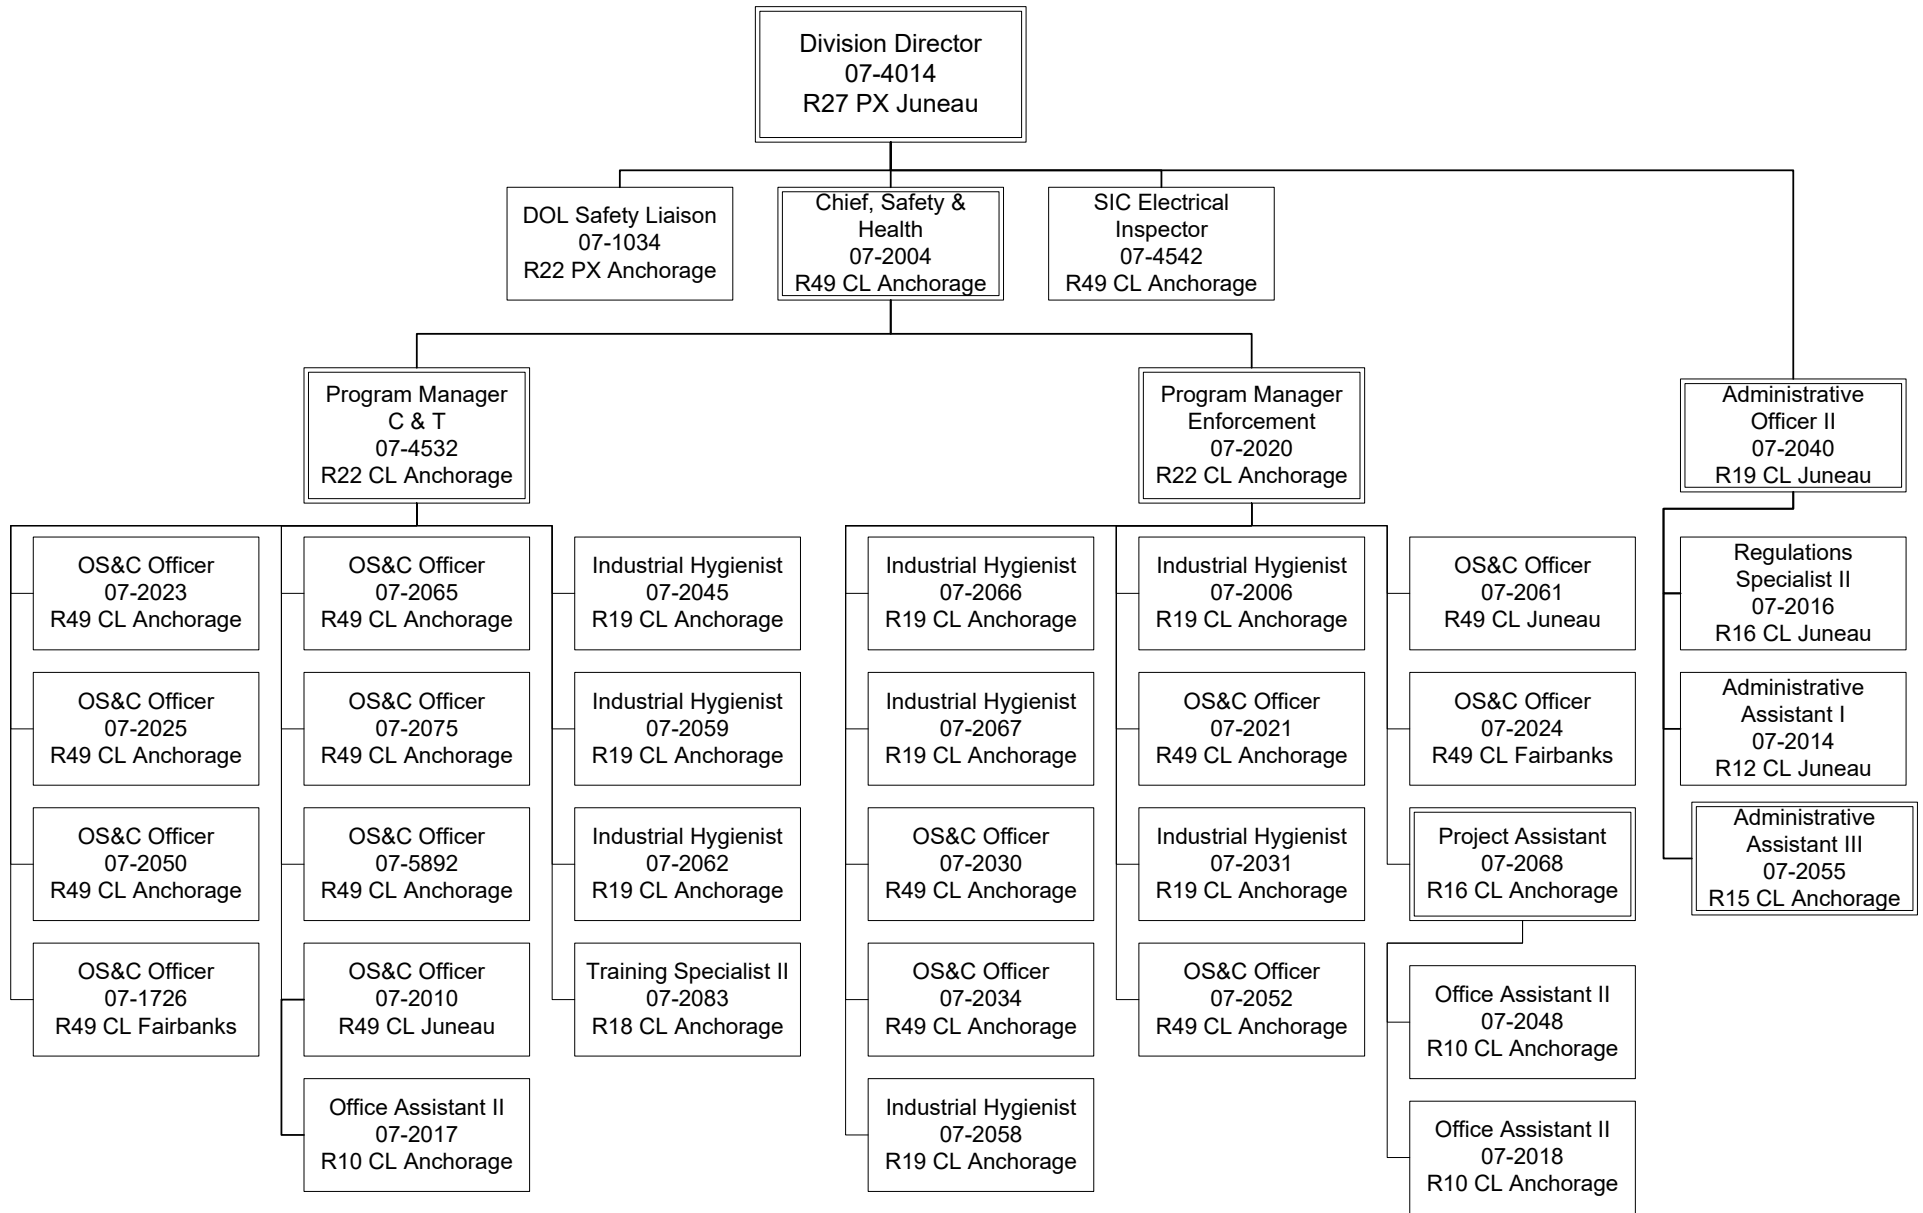 Division Director
07-4014
R27 PX Juneau
DOL Safety Liaison
07-1034
R22 PX Anchorage
Chief, Safety &
Health
07-2004
R49 CL Anchorage
SIC Electrical
Inspector
07-4542
R49 CL Anchorage
Program Manager
C & T
07-4532
R22 CL Anchorage
Program Manager
Enforcement
07-2020
R22 CL Anchorage
Administrative
Officer II
07-2040
R19 CL Juneau
OS&C Officer
07-2023
R49 CL Anchorage
OS&C Officer
07-2025
R49 CL Anchorage
OS&C Officer
07-2050
R49 CL Anchorage
OS&C Officer
07-1726
R49 CL Fairbanks
OS&C Officer
07-2065
R49 CL Anchorage
OS&C Officer
07-2075
R49 CL Anchorage
OS&C Officer
07-5892
R49 CL Anchorage
OS&C Officer
07-2010
R49 CL Juneau
Office Assistant II
07-2017
R10 CL Anchorage
Industrial Hygienist
07-2045
R19 CL Anchorage
Industrial Hygienist
07-2059
R19 CL Anchorage
Industrial Hygienist
07-2062
R19 CL Anchorage
Training Specialist II
07-2083
R18 CL Anchorage
Industrial Hygienist
07-2066
R19 CL Anchorage
Industrial Hygienist
07-2067
R19 CL Anchorage
OS&C Officer
07-2030
R49 CL Anchorage
OS&C Officer
07-2034
R49 CL Anchorage
Industrial Hygienist
07-2058
R19 CL Anchorage
Industrial Hygienist
07-2006
R19 CL Anchorage
OS&C Officer
07-2021
R49 CL Anchorage
Industrial Hygienist
07-2031
R19 CL Anchorage
OS&C Officer
07-2052
R49 CL Anchorage
OS&C Officer
07-2061
R49 CL Juneau
OS&C Officer
07-2024
R49 CL Fairbanks
Project Assistant
07-2068
R16 CL Anchorage
Office Assistant II
07-2048
R10 CL Anchorage
Office Assistant II
07-2018
R10 CL Anchorage
Regulations
Specialist II
07-2016
R16 CL Juneau
Administrative
Assistant I
07-2014
R12 CL Juneau
Administrative
Assistant III
07-2055
R15 CL Anchorage